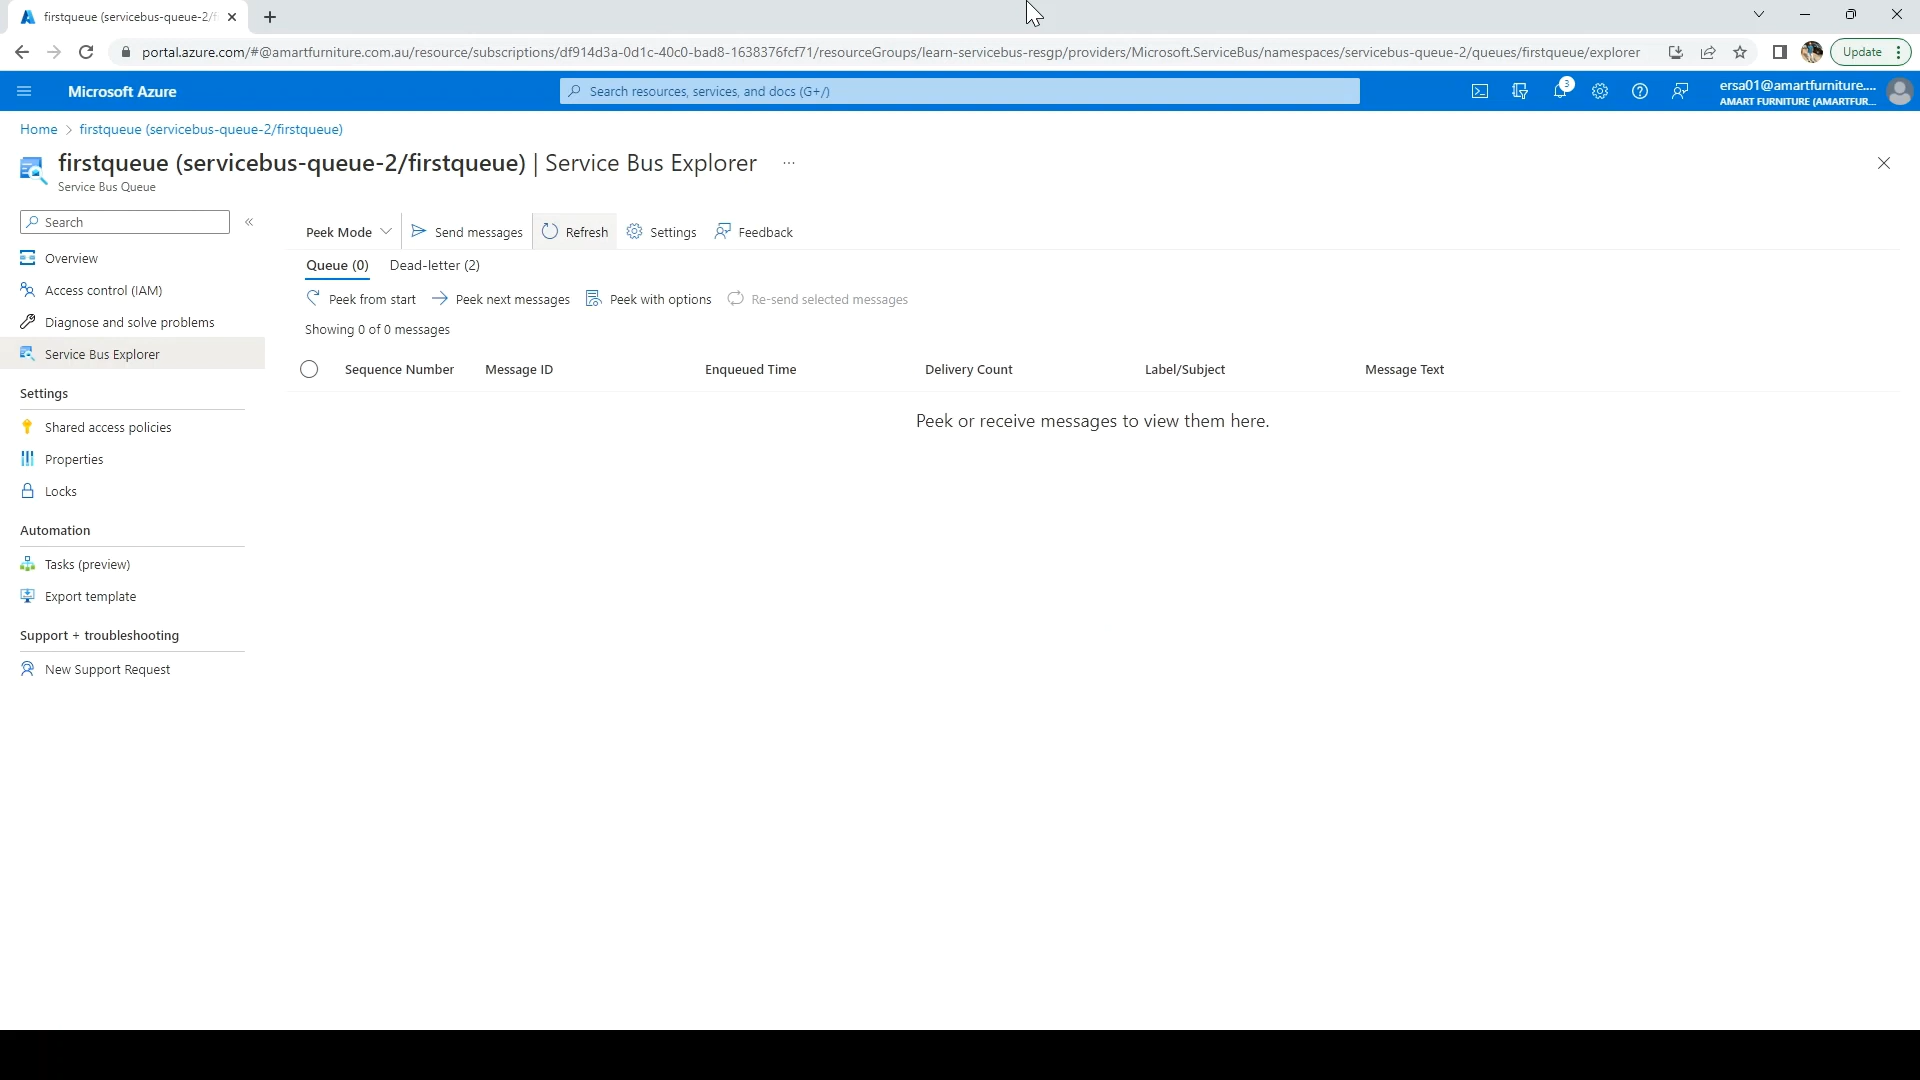 firstqueue (servicebus-queue-2/f
portal.azure.com/#@amartfurniture.com.au/resource/subscriptions/df914d3a-0d1c-40c0-bad8-1638376fcf71/resourceGroups/learn-servicebus-resgp/providers/Microsoft.ServiceBus/namespaces/servicebus-queue-2/queues/firstqueue/explorer
Update
Microsoft Azure
Search resources, services, and docs (G+/)
3
ersa01@amartfurniture....
AMART FURNITURE (AMARTFUR...
Home > firstqueue (servicebus-queue-2/firstqueue)
firstqueue (servicebus-queue-2/firstqueue) | Service Bus Explorer ...
Service Bus Queue
Search
«
Overview
Access control (IAM)
Diagnose and solve problems
Service Bus Explorer
Settings
Shared access policies
Properties
Locks
Automation
Tasks (preview)
Export template
Support + troubleshooting
New Support Request
Peek Mode
Send messages
Refresh
Settings
Feedback
Queue (0)
Dead-letter (2)
Peek from start
Peek next messages
Peek with options
Re-send selected messages
Showing 0 of 0 messages
Sequence Number
Message ID
Enqueued Time
Delivery Count
Label/Subject
Message Text
Peek or receive messages to view them here.